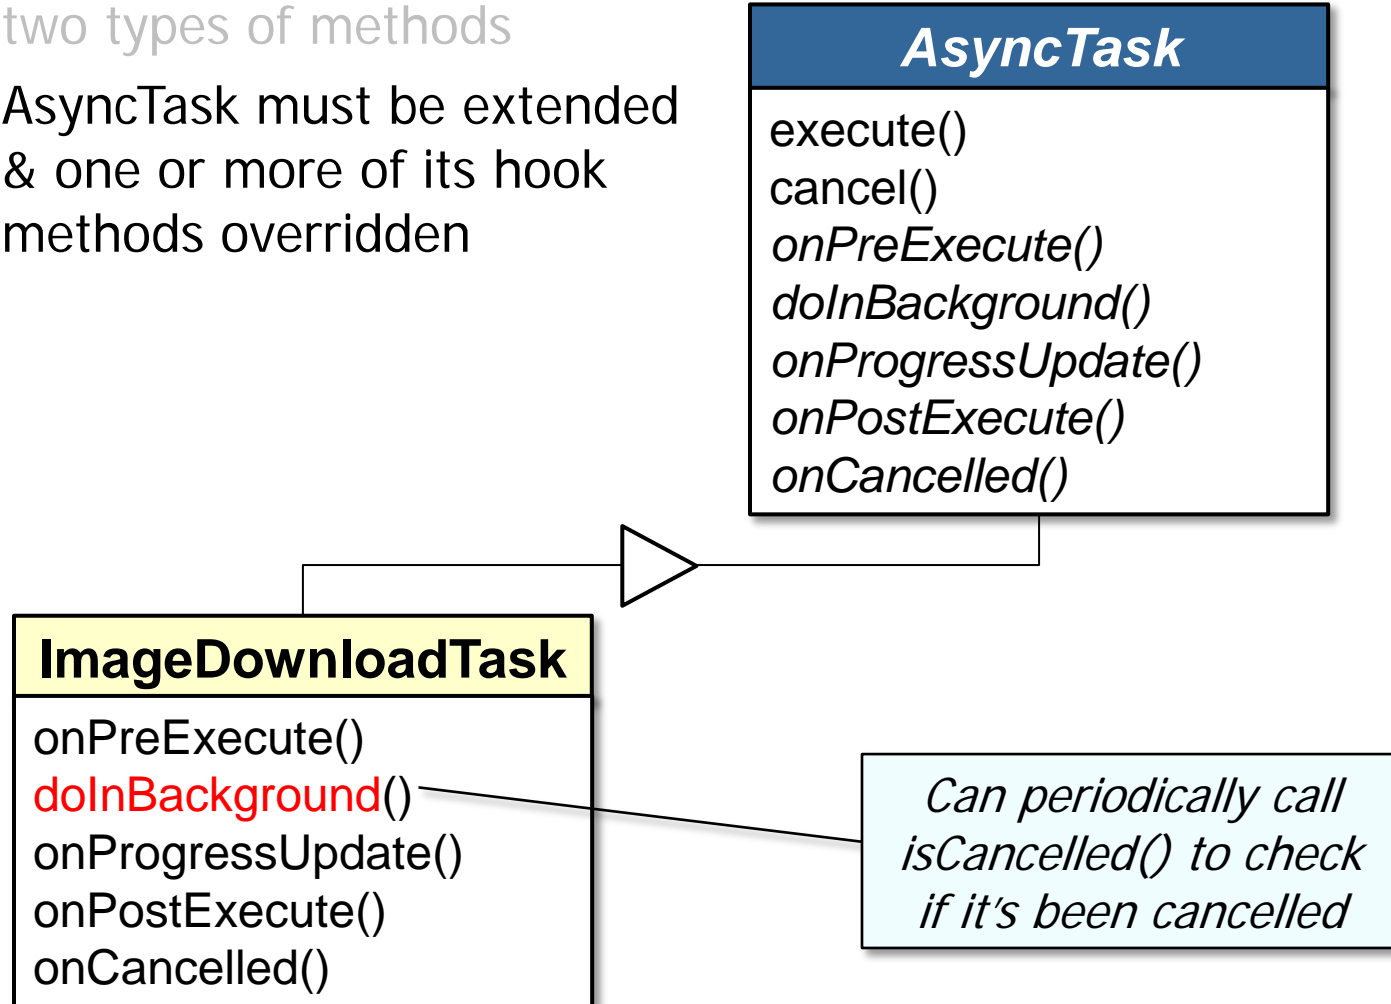 two types of methods
AsyncTask must be extended
& one or more of its hook
methods overridden
AsyncTask
execute()
cancel()
onPreExecute()
doInBackground()
onProgressUpdate()
onPostExecute()
onCancelled()
ImageDownloadTask
onPreExecute()
doInBackground()
onProgressUpdate()
onPostExecute()
onCancelled()
Can periodically call
isCancelled() to check
if it's been cancelled